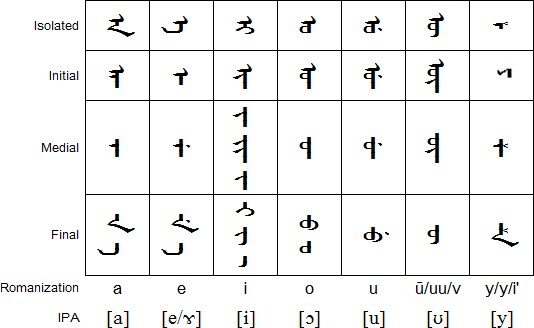 Isolated ᠠ ᡝ ᡳ ᠣ ᡠ ᡡ ᡟ
Initial ᠠ‍ ᡝ‍ ᡳ‍ ᠣ‍ ᡠ‍ ᡡ‍
Medial ‍ᠠ‍ ‍ᡝ‍ ‍ᡳ‍ ‍ᠣ‍ ‍ᡠ‍ ‍ᡡ‍ ‍ᡟ‍
Final ‍ᠠ ‍ᡝ ‍ᡳ ‍ᠣ ‍ᡠ ‍ᡡ ‍ᡟ
Romanization a e i o u ū/uu/v y/y/i'
IPA [a] [e/ɤ] [i] [ɔ] [u] [ʊ] [y]